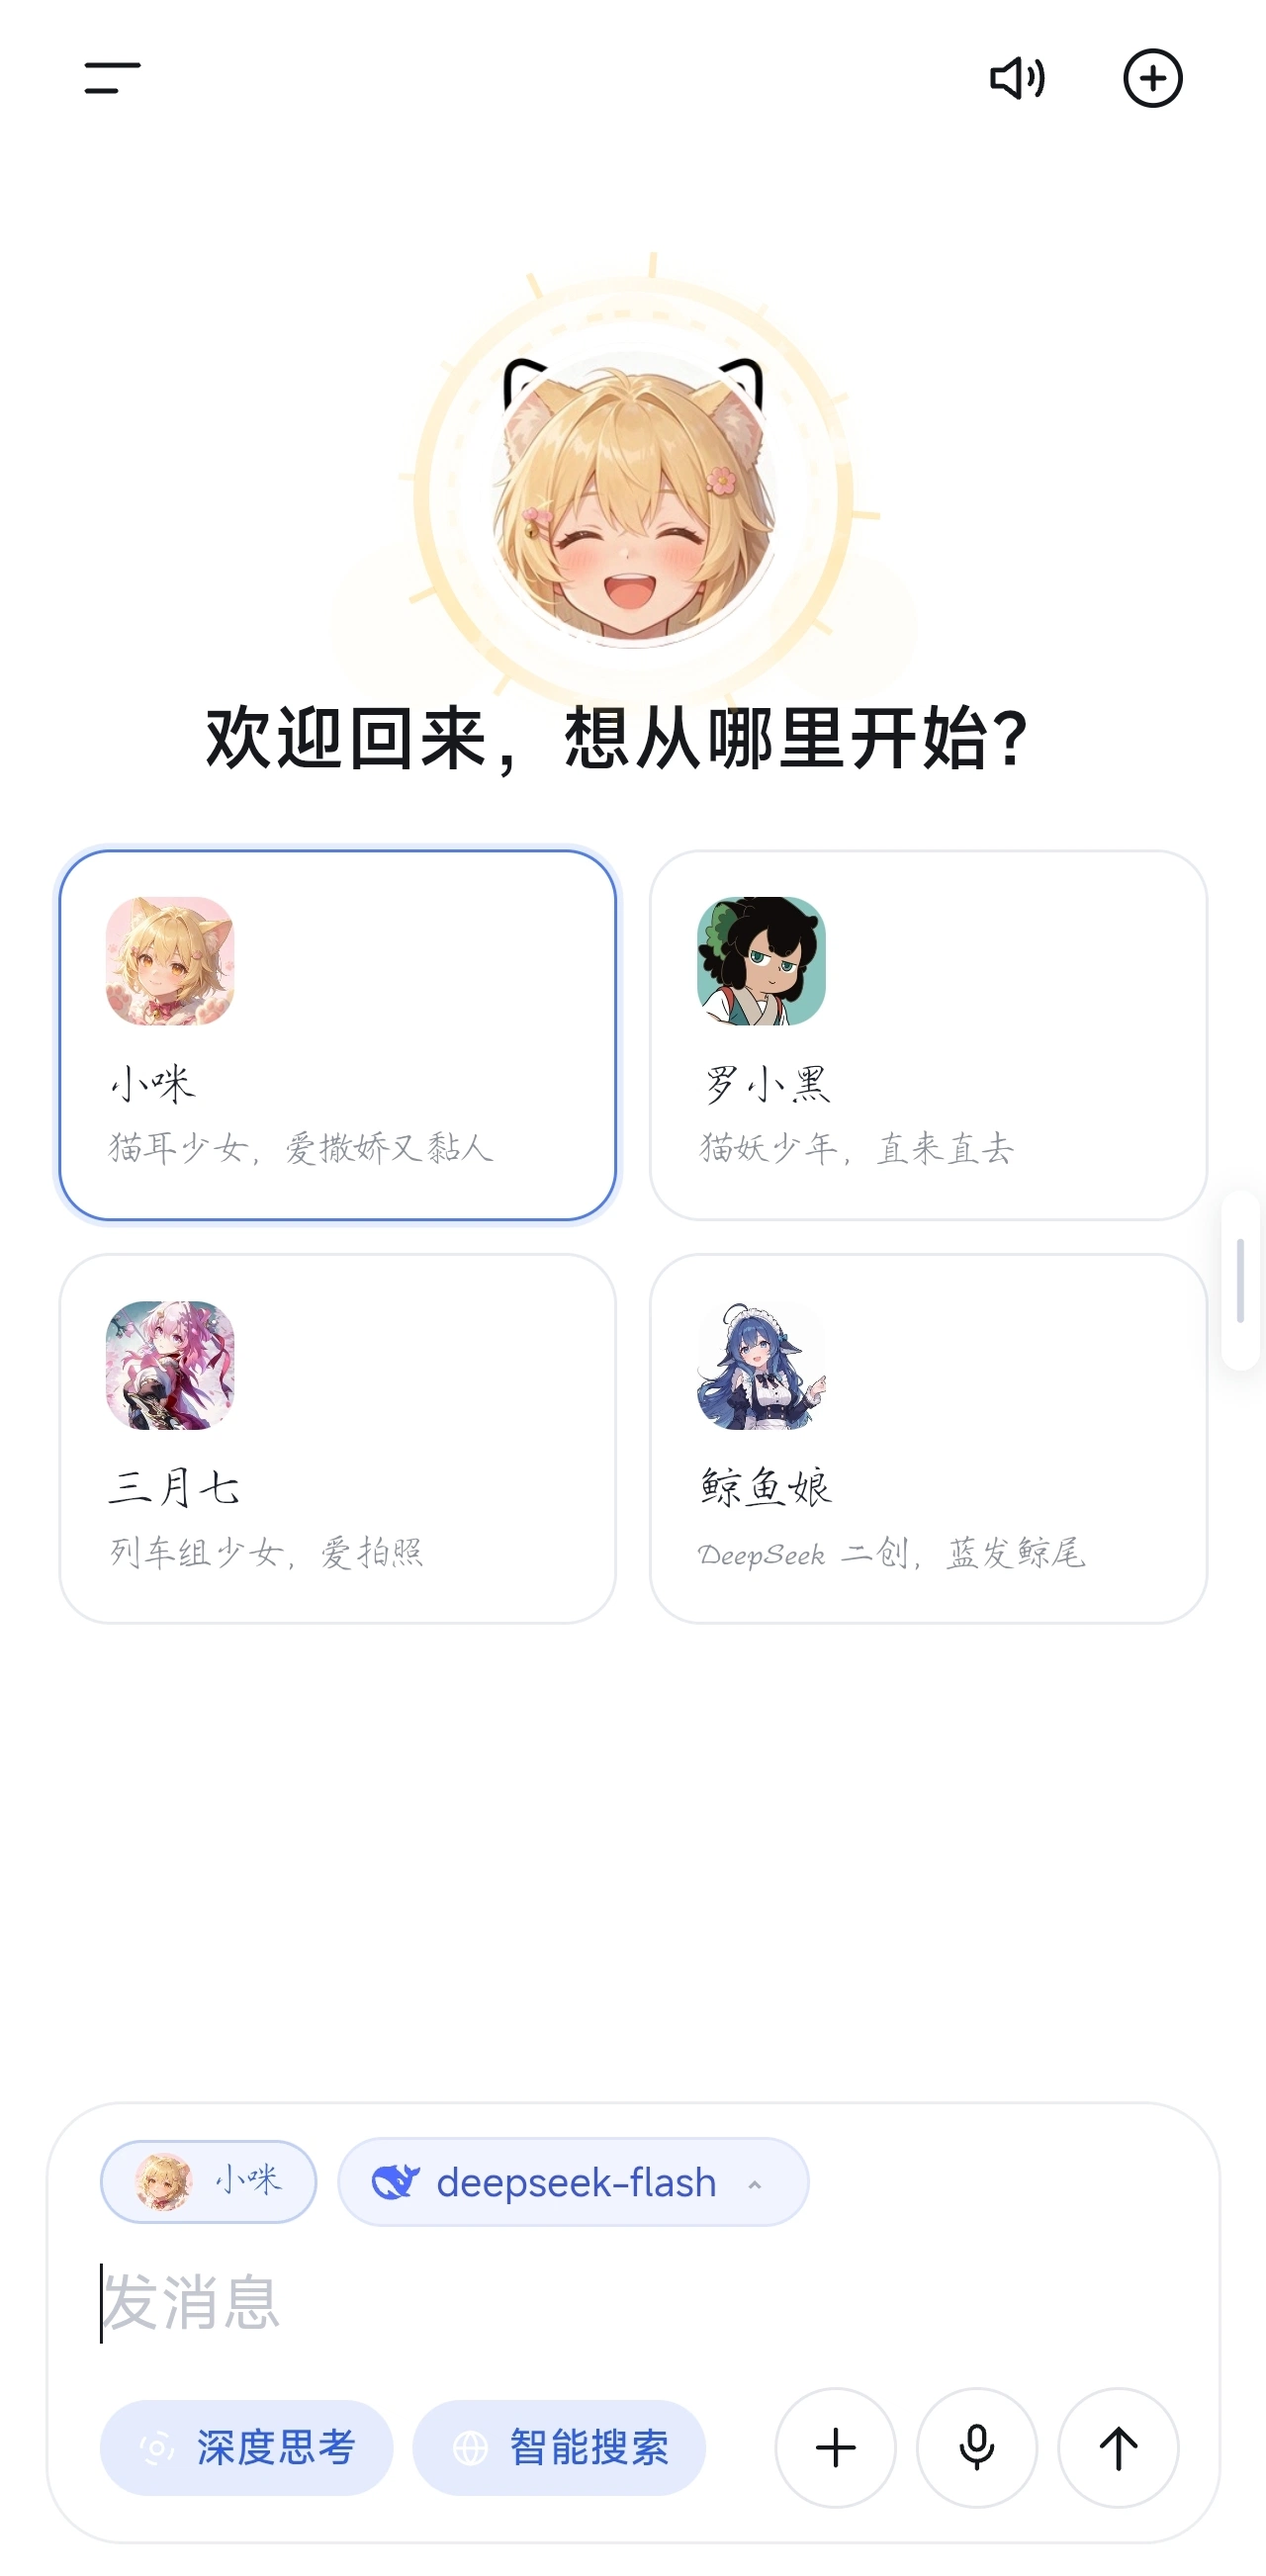 欢迎回来，想从哪里开始？
小咪
猫耳少女，爱撒娇又黏人
罗小黑
猫妖少年，直来直去
三月七
列车组少女，爱拍照
鲸鱼娘
DeepSeek 二创，蓝发鲸尾
小咪
deepseek-flash
发消息
深度思考
智能搜索